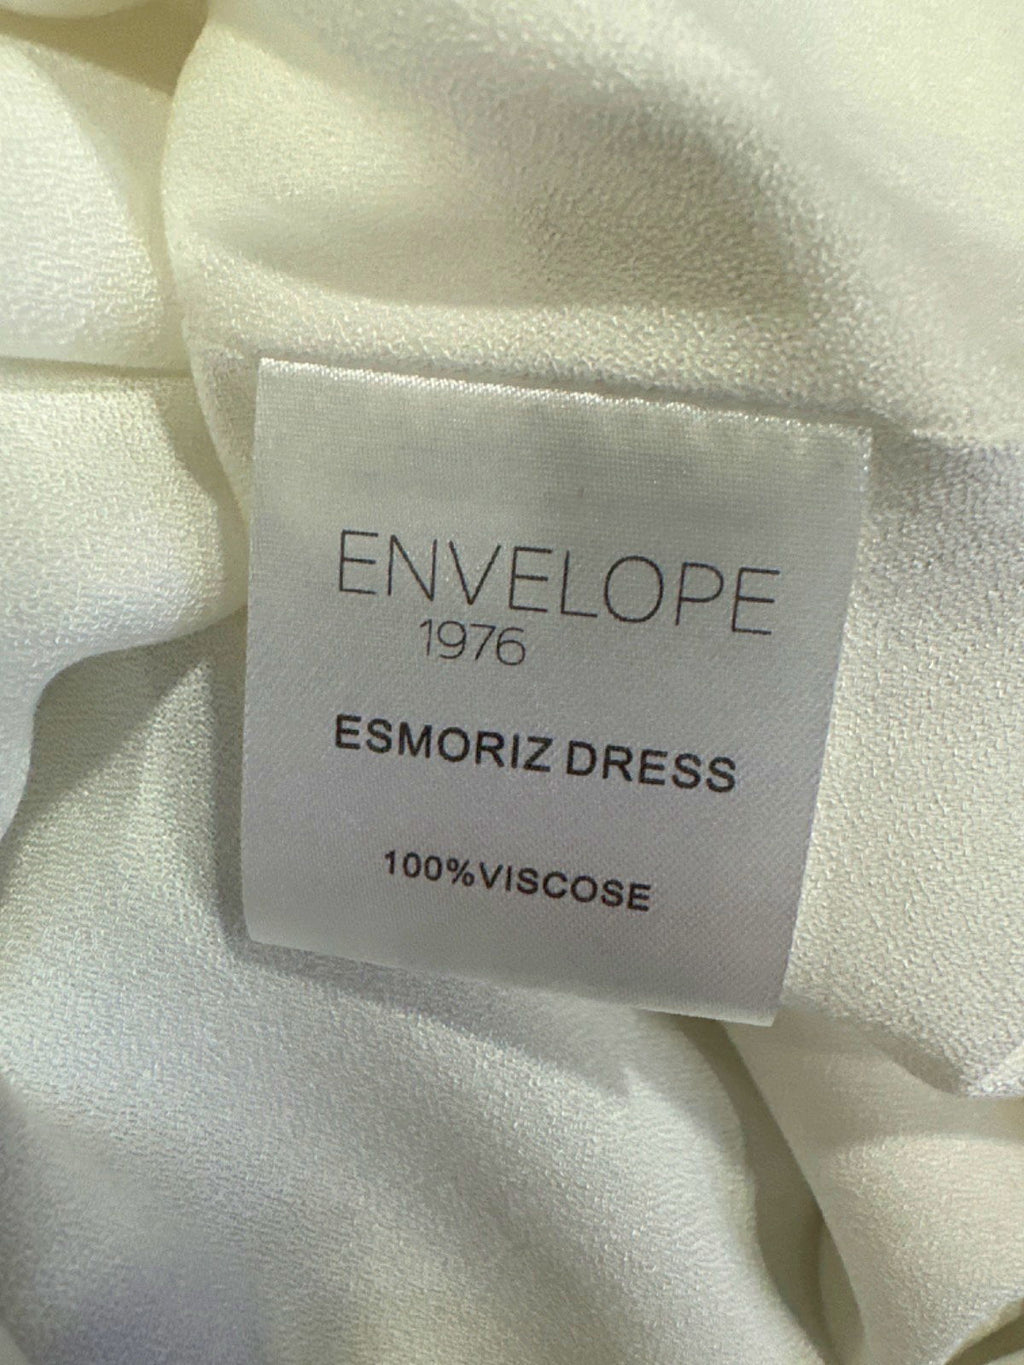 ENVELOPE
1976
ESMORIZ DRESS
100%VISCOSE